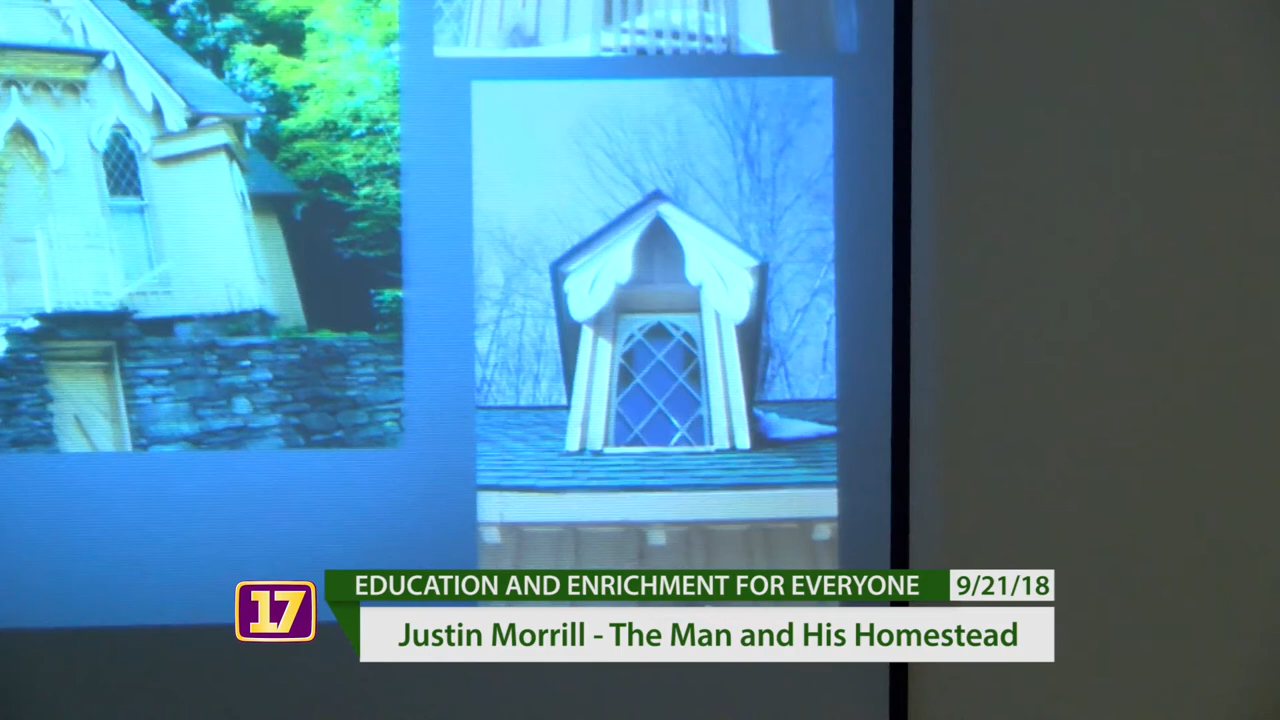 EDUCATION AND ENRICHMENT FOR EVERYONE 9/21/18
17
Justin Morrill - The Man and His Homestead